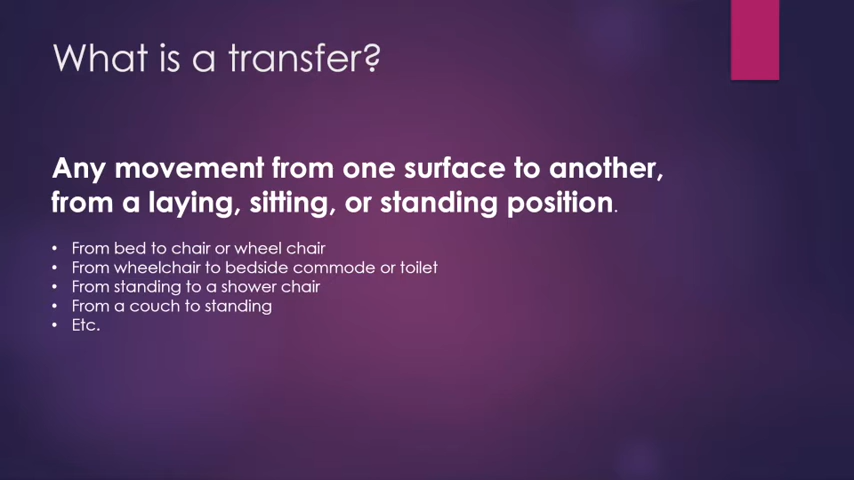 What is a transfer?
Any movement from one surface to another,
from a laying, sitting, or standing position.
• From bed to chair or wheel chair
• From wheelchair to bedside commode or toilet
• From standing to a shower chair
• From a couch to standing
• Etc.